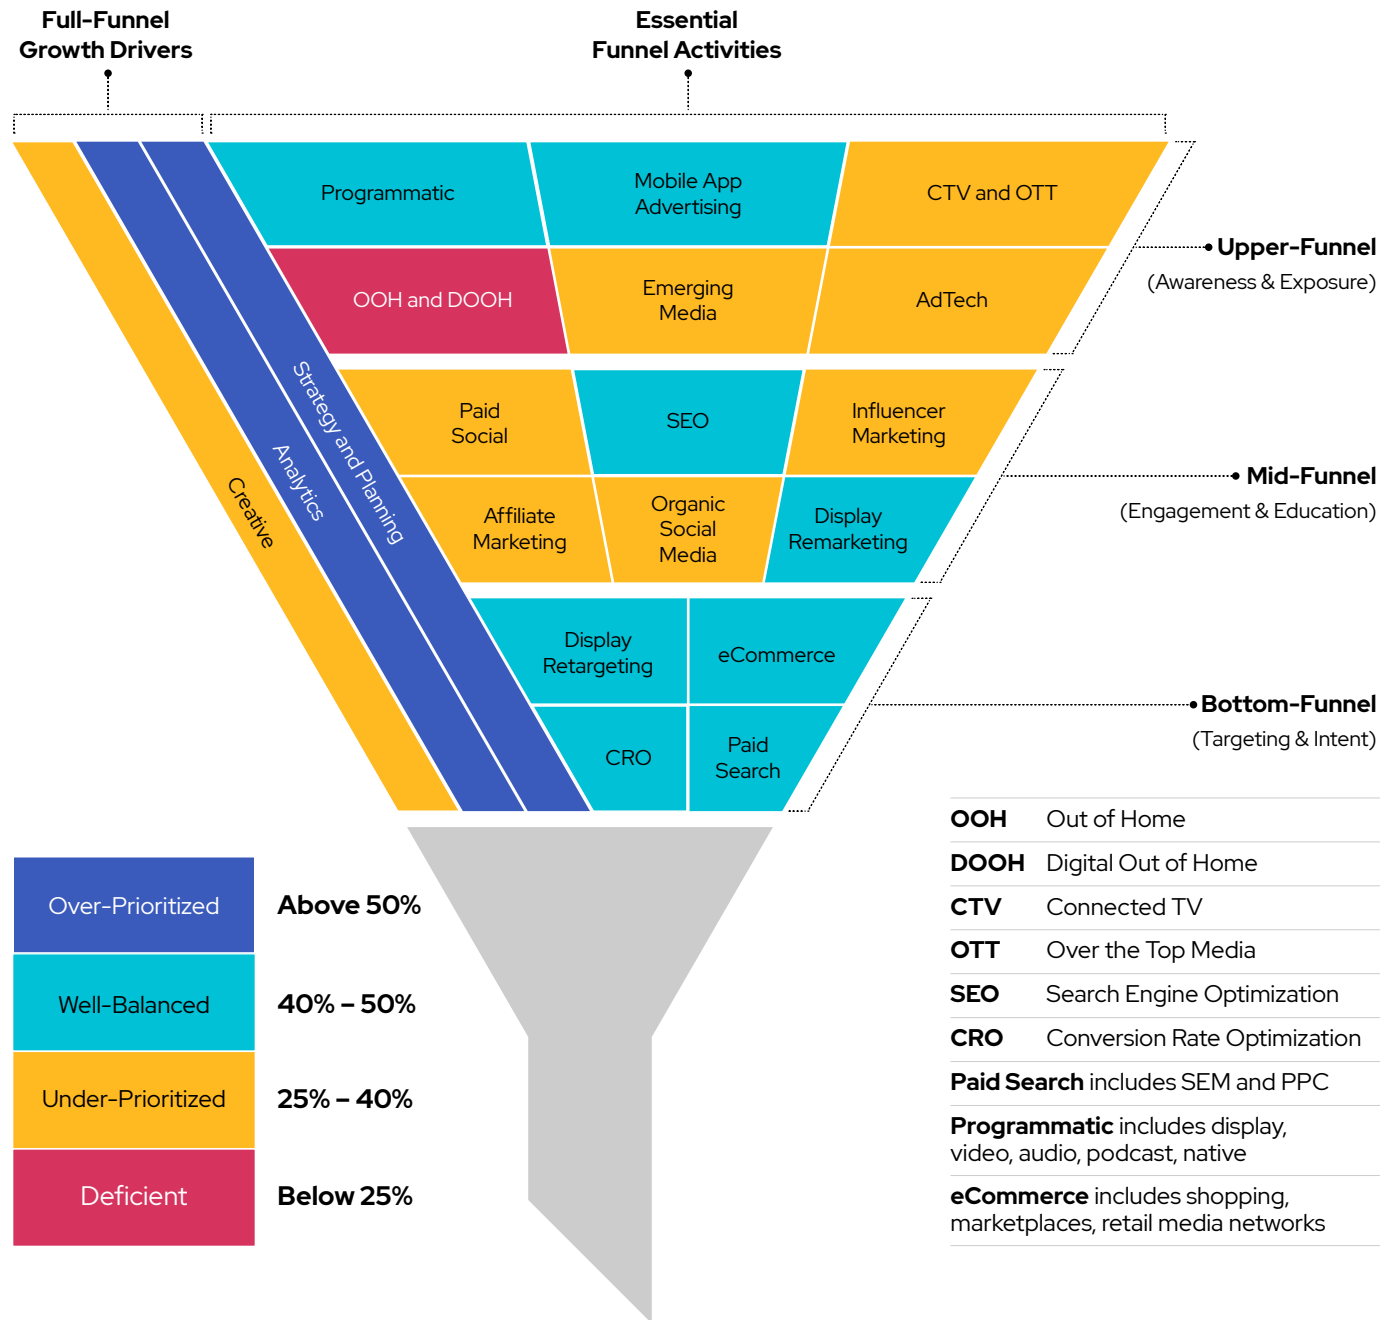 Full-Funnel
Growth Drivers
Essential
Funnel Activities
Programmatic
Mobile App
Advertising
CTV and OTT
OOH and DOOH
Emerging
Media
AdTech
Upper-Funnel
(Awareness & Exposure)
Creative
Analytics
Strategy and Planning
Paid
Social
SEO
Influencer
Marketing
Affiliate
Marketing
Organic
Social
Media
Display
Remarketing
Mid-Funnel
(Engagement & Education)
Display
Retargeting
eCommerce
CRO
Paid
Search
Bottom-Funnel
(Targeting & Intent)
Over-Prioritized Above 50%
Well-Balanced 40% – 50%
Under-Prioritized 25% – 40%
Deficient Below 25%
OOH Out of Home
DOOH Digital Out of Home
CTV Connected TV
OTT Over the Top Media
SEO Search Engine Optimization
CRO Conversion Rate Optimization
Paid Search includes SEM and PPC
Programmatic includes display,
video, audio, podcast, native
eCommerce includes shopping,
marketplaces, retail media networks